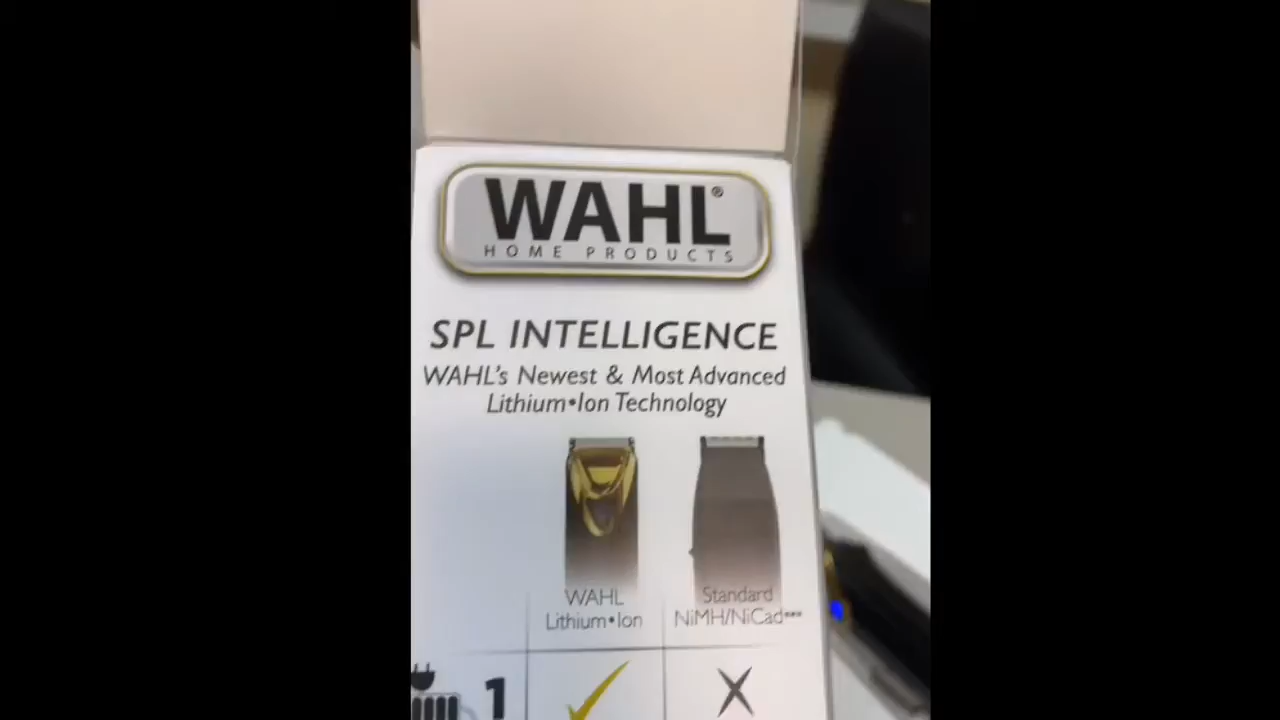 WAHL®
HOME PRODUCTS
SPL INTELLIGENCE
WAHL's Newest & Most Advanced
Lithium•Ion Technology
WAHL
Lithium•Ion
Standard
NiMH/NiCad***
1